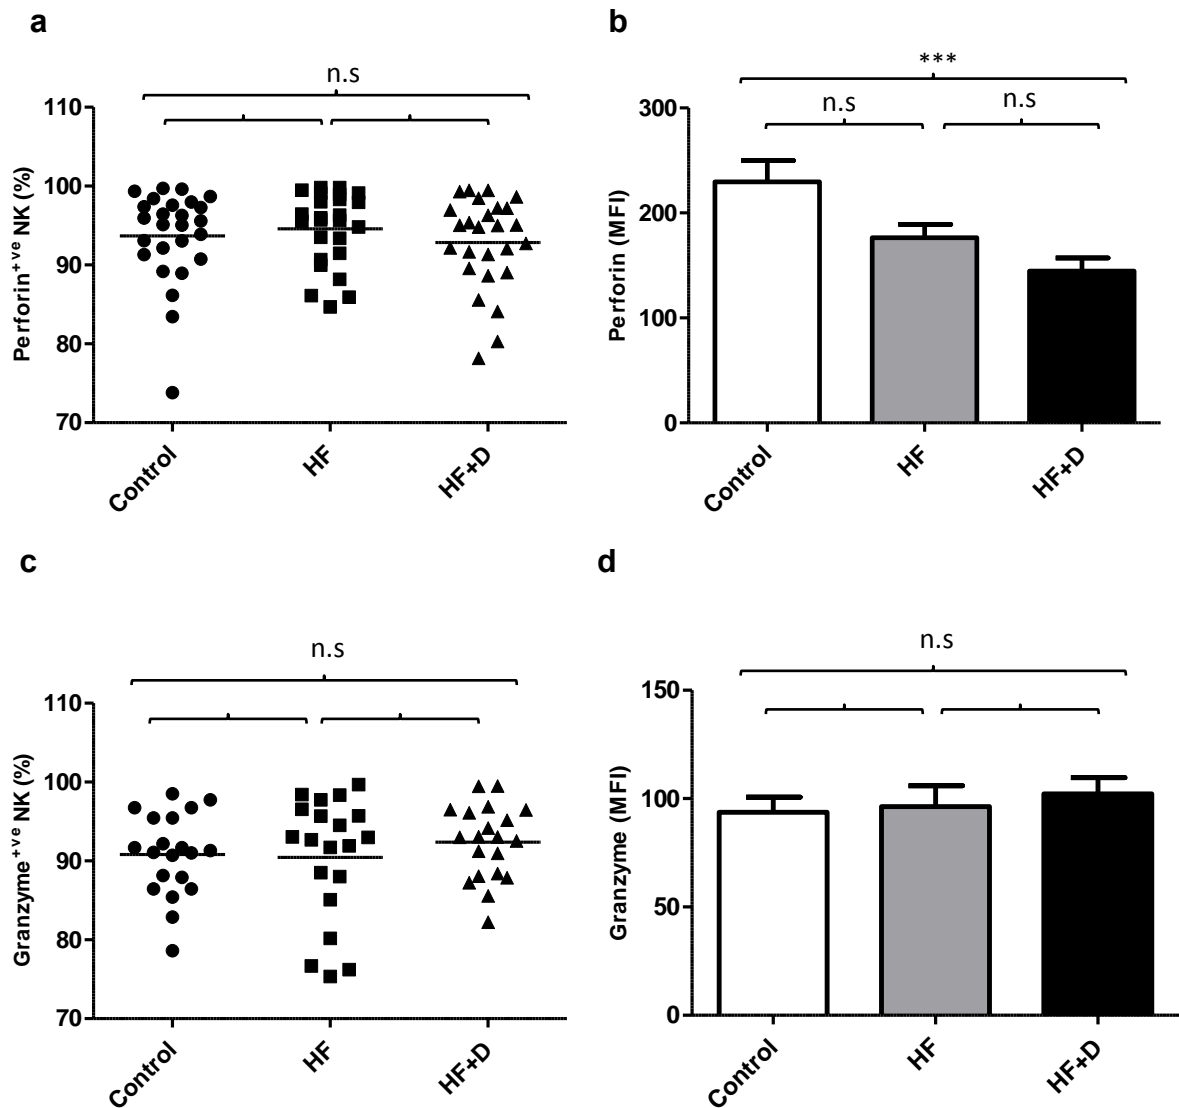 a
n.s
110
100
90
80
70
Perforin+ve NK (%)
Control
HF
HF+D
b
***
n.s
n.s
300
200
100
0
Perforin (MFI)
Control
HF
HF+D
c
n.s
110
100
90
80
70
Granzyme+ve NK (%)
Control
HF
HF+D
d
n.s
150
100
50
0
Granzyme (MFI)
Control
HF
HF+D